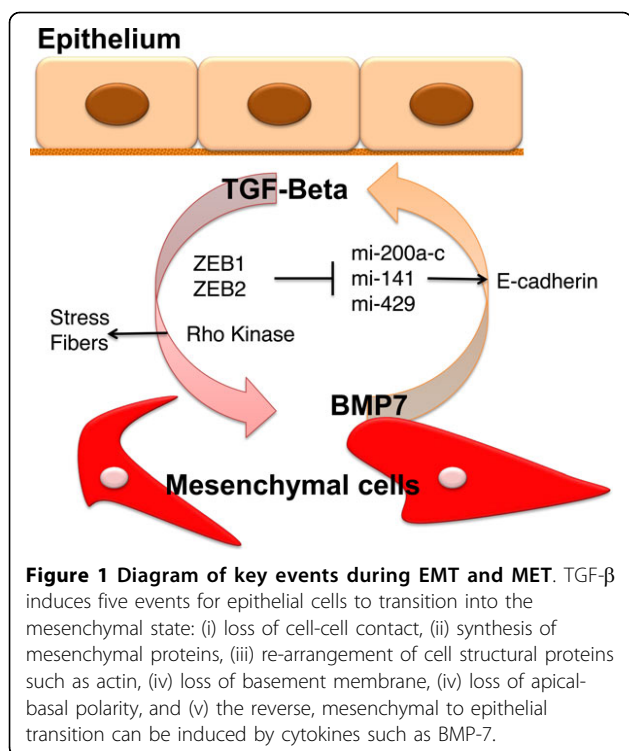 Epithelium
TGF-Beta
ZEB1
ZEB2
mi-200a-c
mi-141
mi-429
E-cadherin
Stress
Fibers
Rho Kinase
BMP7
Mesenchymal cells
Figure 1 Diagram of key events during EMT and MET. TGF-β
induces five events for epithelial cells to transition into the
mesenchymal state: (i) loss of cell-cell contact, (ii) synthesis of
mesenchymal proteins, (iii) re-arrangement of cell structural proteins
such as actin, (iv) loss of basement membrane, (iv) loss of apical-
basal polarity, and (v) the reverse, mesenchymal to epithelial
transition can be induced by cytokines such as BMP-7.